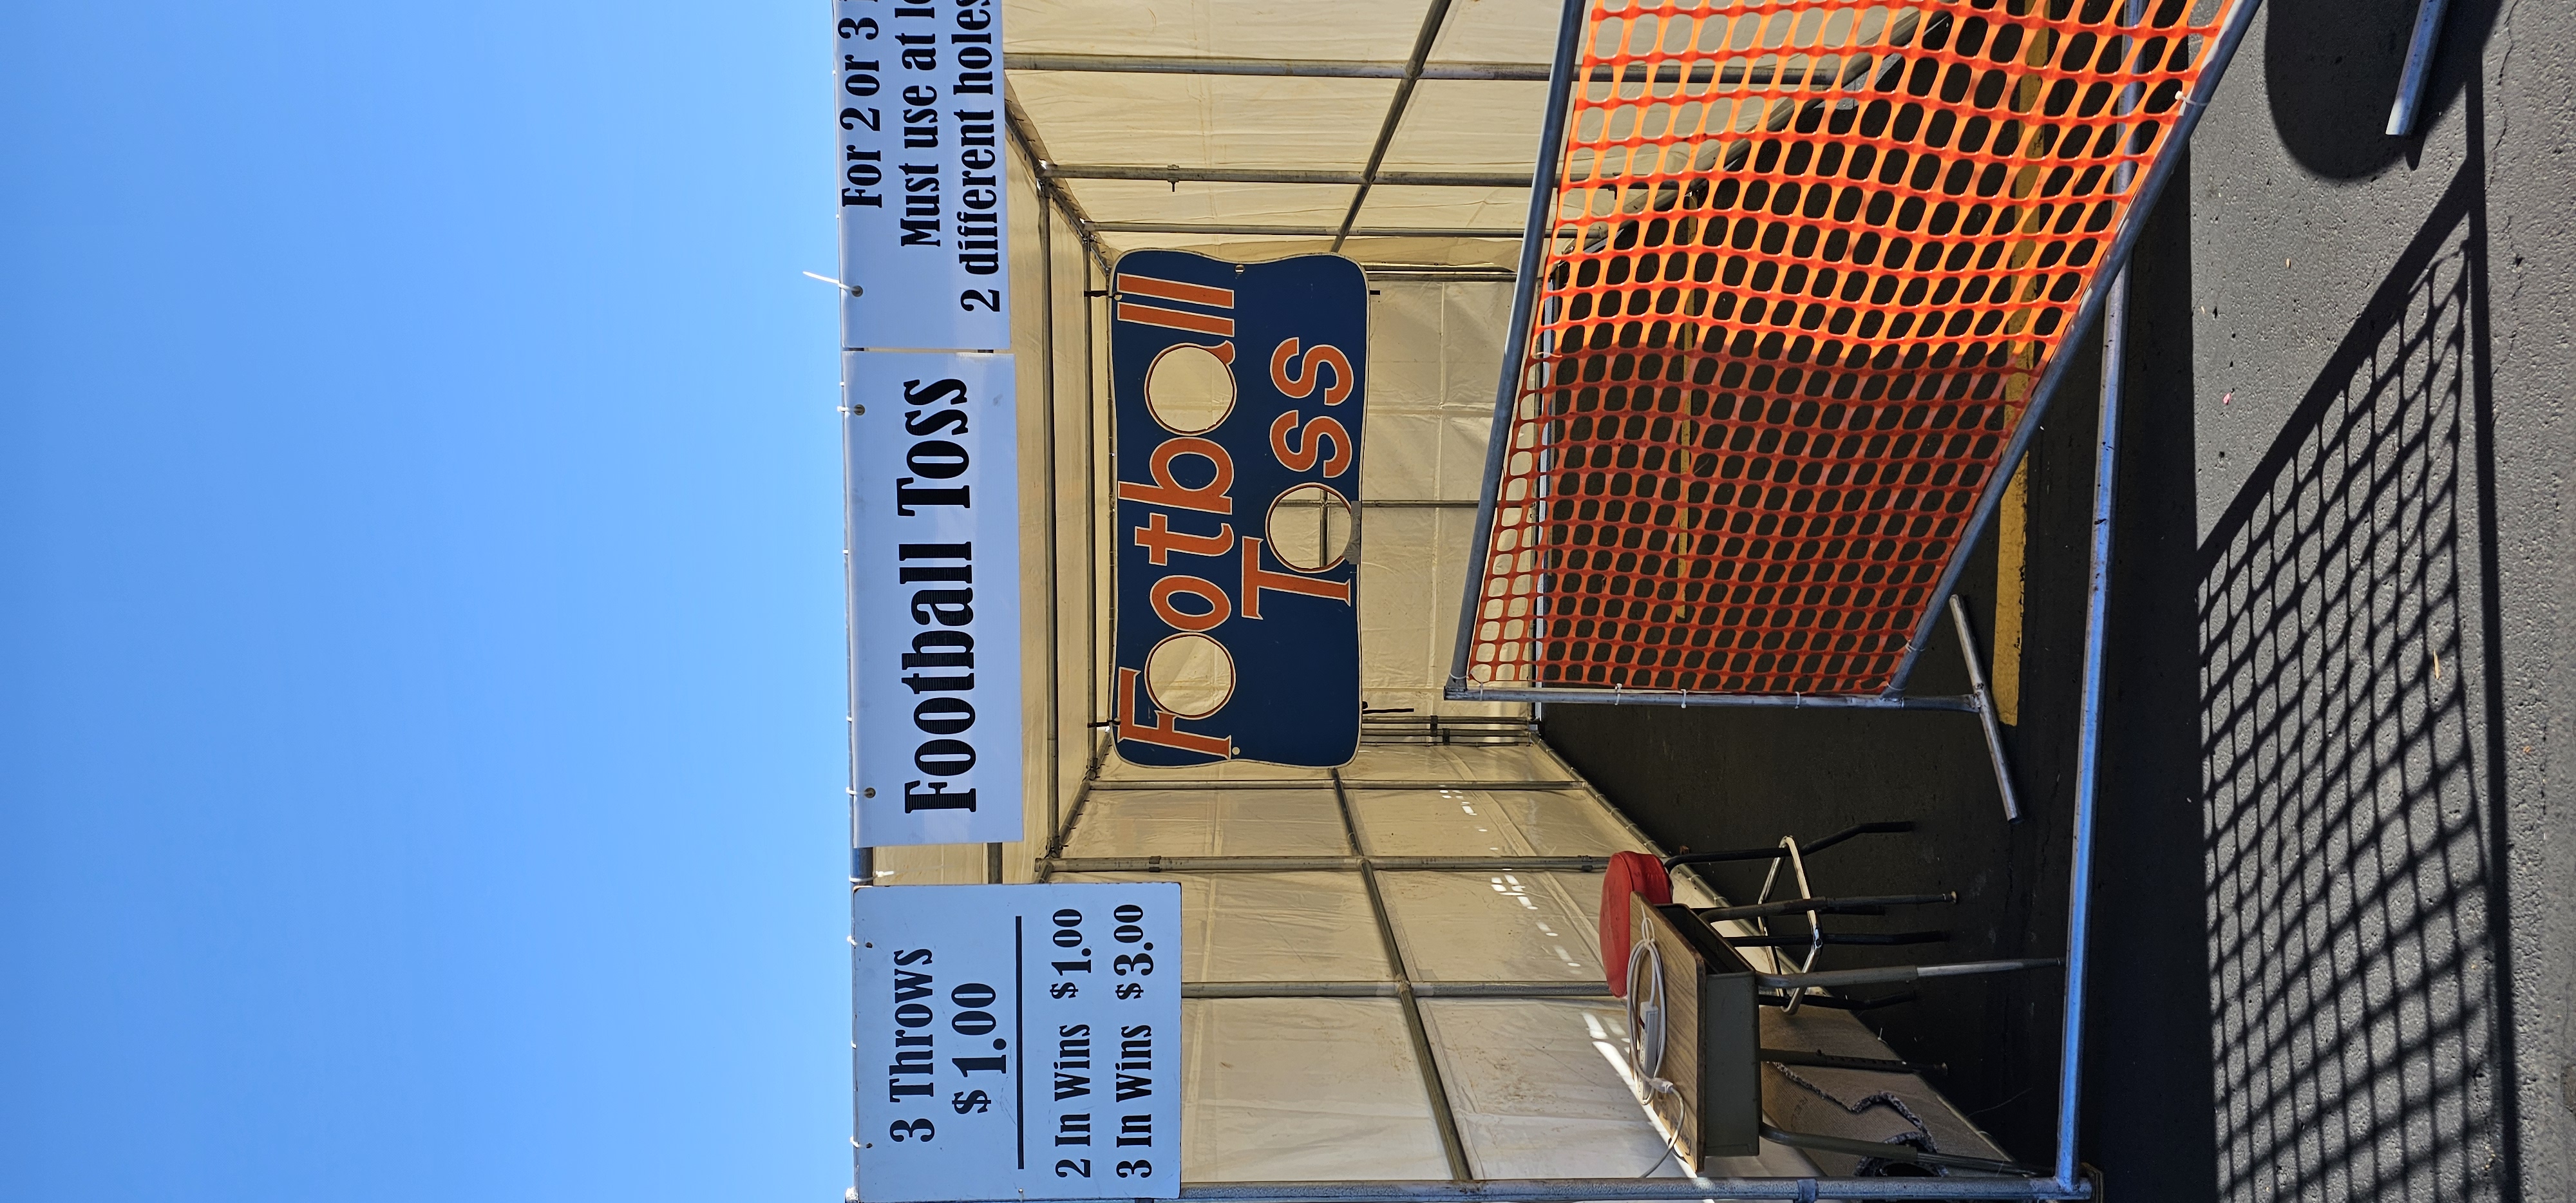 3 Throws
$1.00
2 In Wins $1.00
3 In Wins $3.00
Football Toss
For 2 or 3
Must use at
2 different holes
Football
Toss